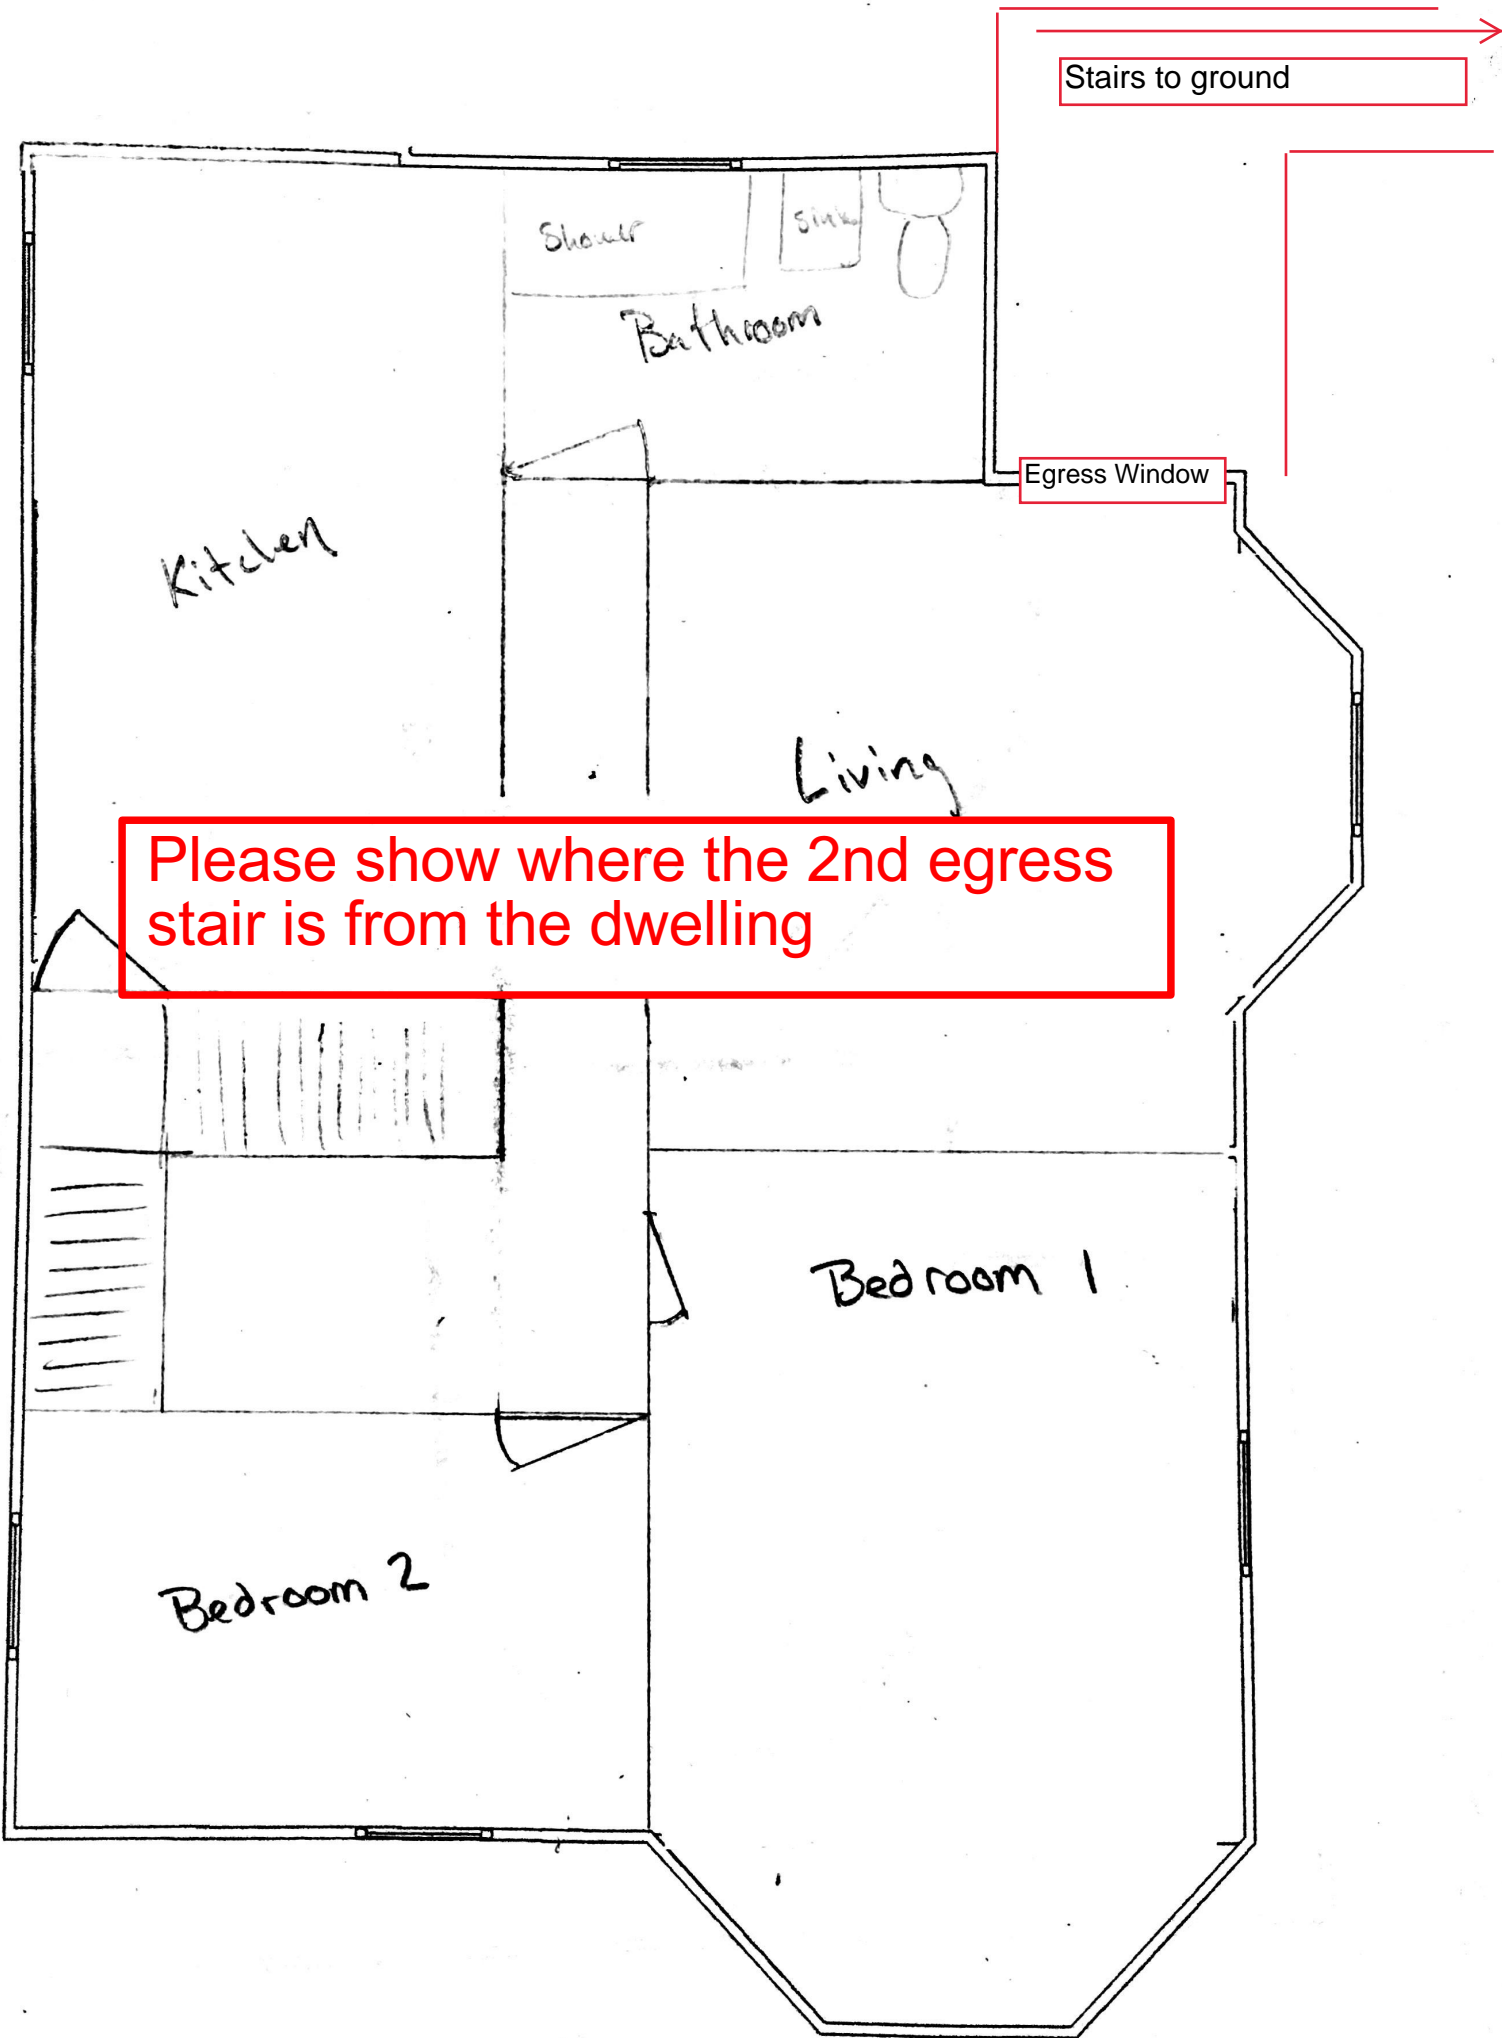 Stairs to ground
Shower
Sink
Bathroom
Egress Window
Kitchen
Living
Please show where the 2nd egress
stair is from the dwelling
Bedroom 1
Bedroom 2